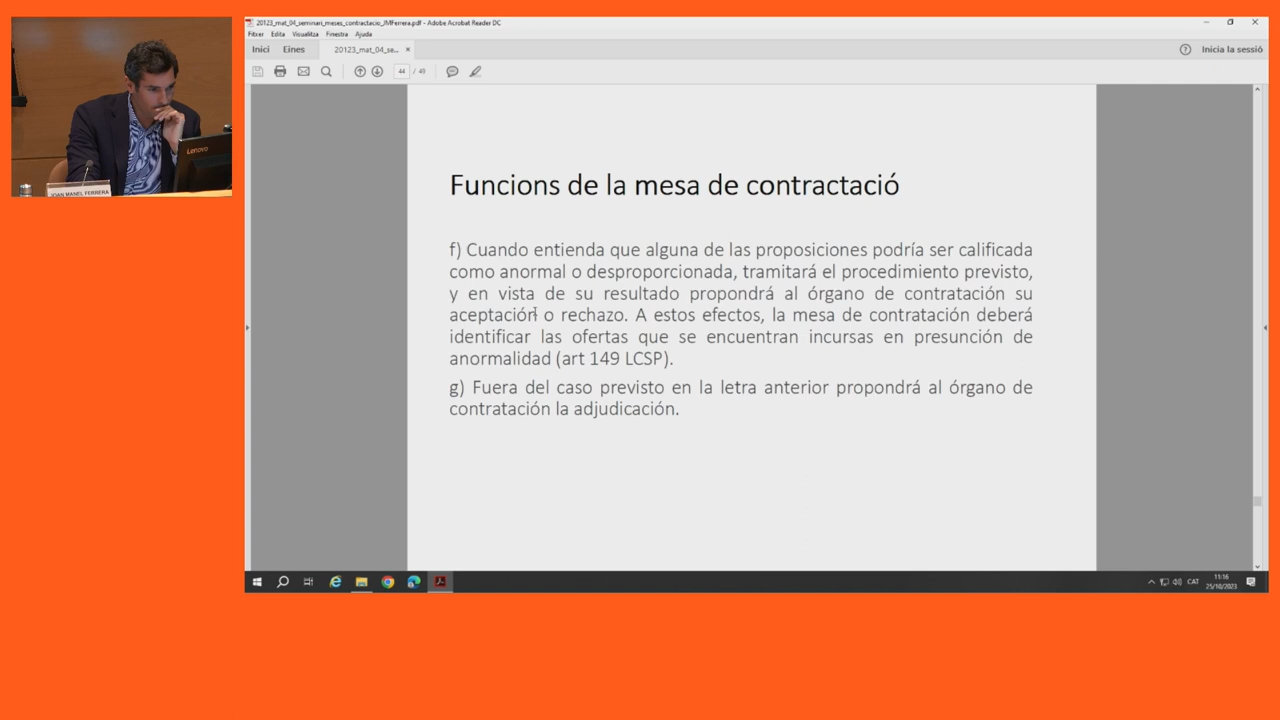 20123_mat_04_seminari_meses_contractacio_JMFerrera.pdf - Adobe Acrobat Reader DC
Fitxer Edita Visualitza Finestra Ajuda
Inici Eines 20123_mat_04_se... × Inicia la sessió
44 / 49
Lenovo
JOAN MANEL FERRERA
Funcions de la mesa de contractació
f) Cuando entienda que alguna de las proposiciones podría ser calificada
como anormal o desproporcionada, tramitará el procedimiento previsto,
y en vista de su resultado propondrá al órgano de contratación su
aceptación o rechazo. A estos efectos, la mesa de contratación deberá
identificar las ofertas que se encuentran incursas en presunción de
anormalidad (art 149 LCSP).
g) Fuera del caso previsto en la letra anterior propondrá al órgano de
contratación la adjudicación.
CAT
11:16
25/10/2023